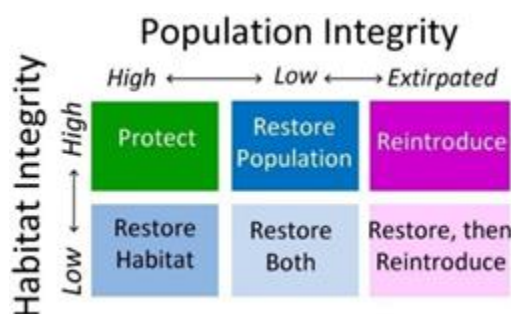 Population Integrity
High Low Extirpated
Habitat Integrity
High
Low
Protect
Restore
Population
Reintroduce
Restore
Habitat
Restore
Both
Restore, then
Reintroduce